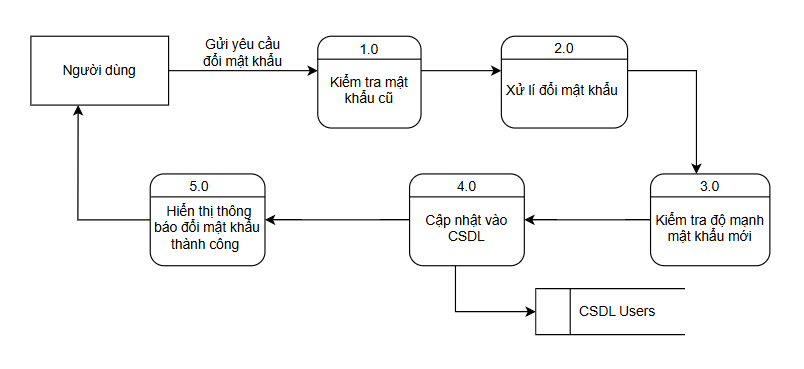 Người dùng
Gửi yêu cầu
đổi mật khẩu
1.0
Kiểm tra mật
khẩu cũ
2.0
Xử lí đổi mật khẩu
3.0
Kiểm tra độ mạnh
mật khẩu mới
4.0
Cập nhật vào
CSDL
5.0
Hiển thị thông
báo đổi mật khẩu
thành công
CSDL Users